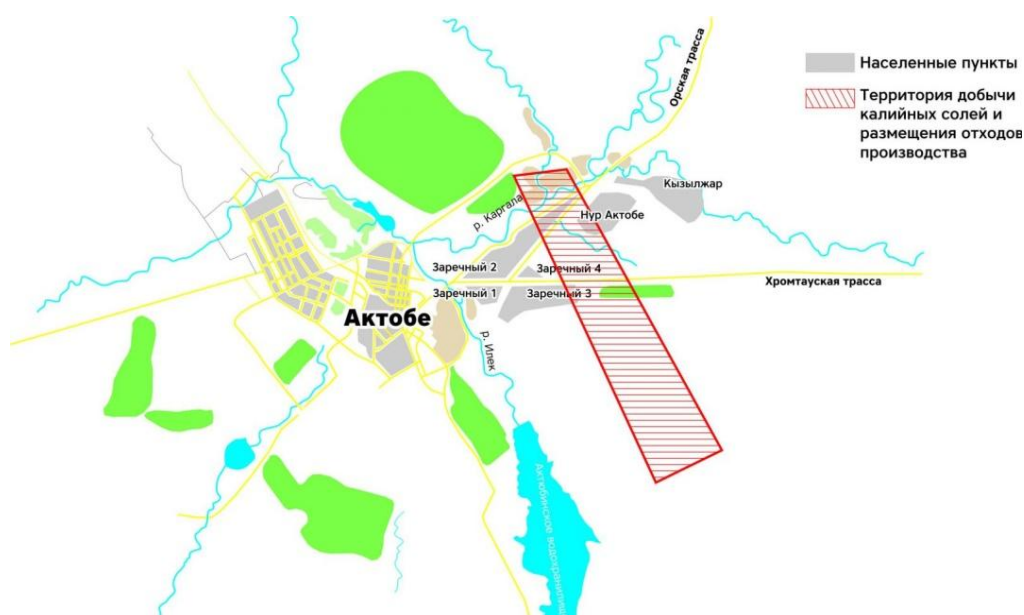 Орская трасса
Населенные пункты
Территория добычи
калийных солей и
размещения отходов
производства
Кызылжар
р. Каргала
Нур Актобе
Заречный 2
Заречный 4
Хромтауская трасса
Заречный 1
Заречный 3
Актобе
р. Илек
Актюбинское водохранилище